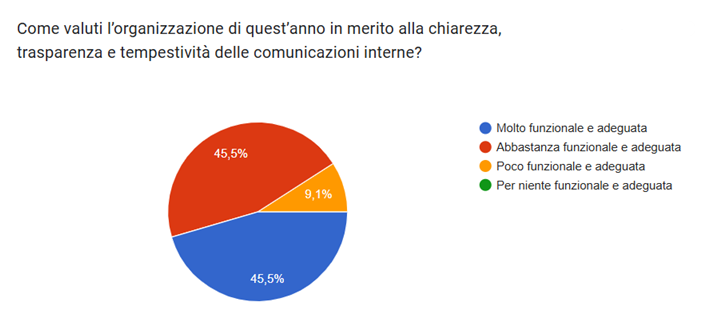 Come valuti l’organizzazione di quest’anno in merito alla chiarezza,
trasparenza e tempestività delle comunicazioni interne?
45,5%
9,1%
45,5%
Molto funzionale e adeguata
Abbastanza funzionale e adeguata
Poco funzionale e adeguata
Per niente funzionale e adeguata